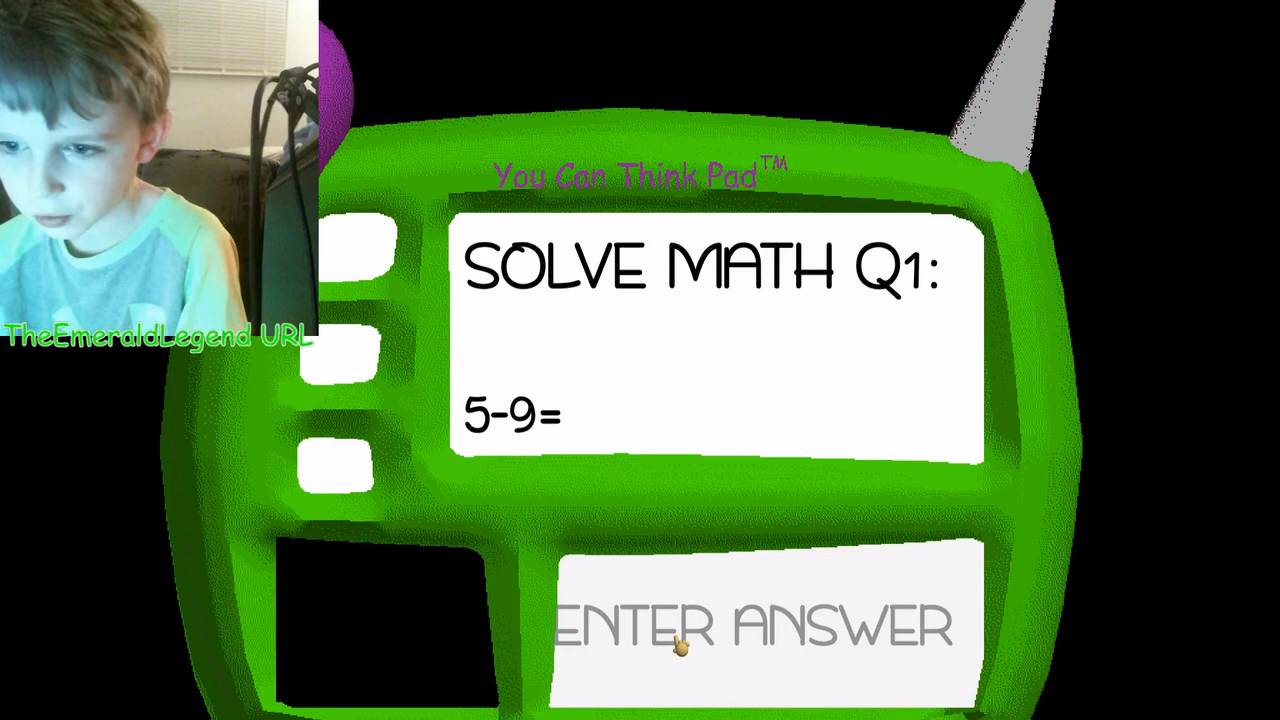 You Can Think Pad™
SOLVE MATH Q1:
TheEmeraldLegend URL
5-9=
ENTER ANSWER